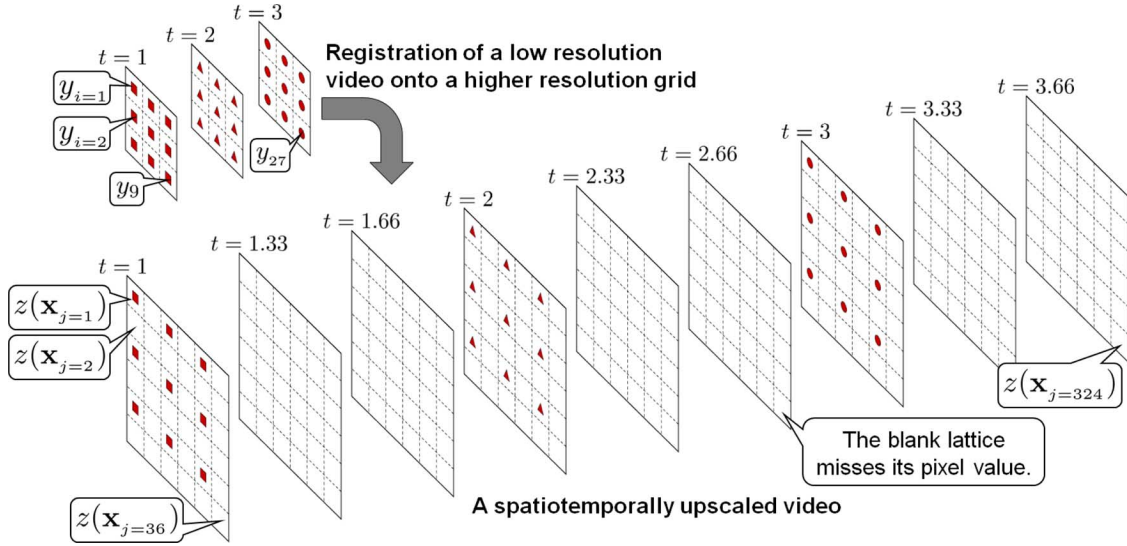 t = 1
t = 2
t = 3
y_{i=1}
y_{i=2}
y_9
y_{27}
Registration of a low resolution
video onto a higher resolution grid
t = 1
t = 1.33
t = 1.66
t = 2
t = 2.33
t = 2.66
t = 3
t = 3.33
t = 3.66
z(x_{j=1})
z(x_{j=2})
z(x_{j=36})
z(x_{j=324})
The blank lattice
misses its pixel value.
A spatiotemporally upscaled video